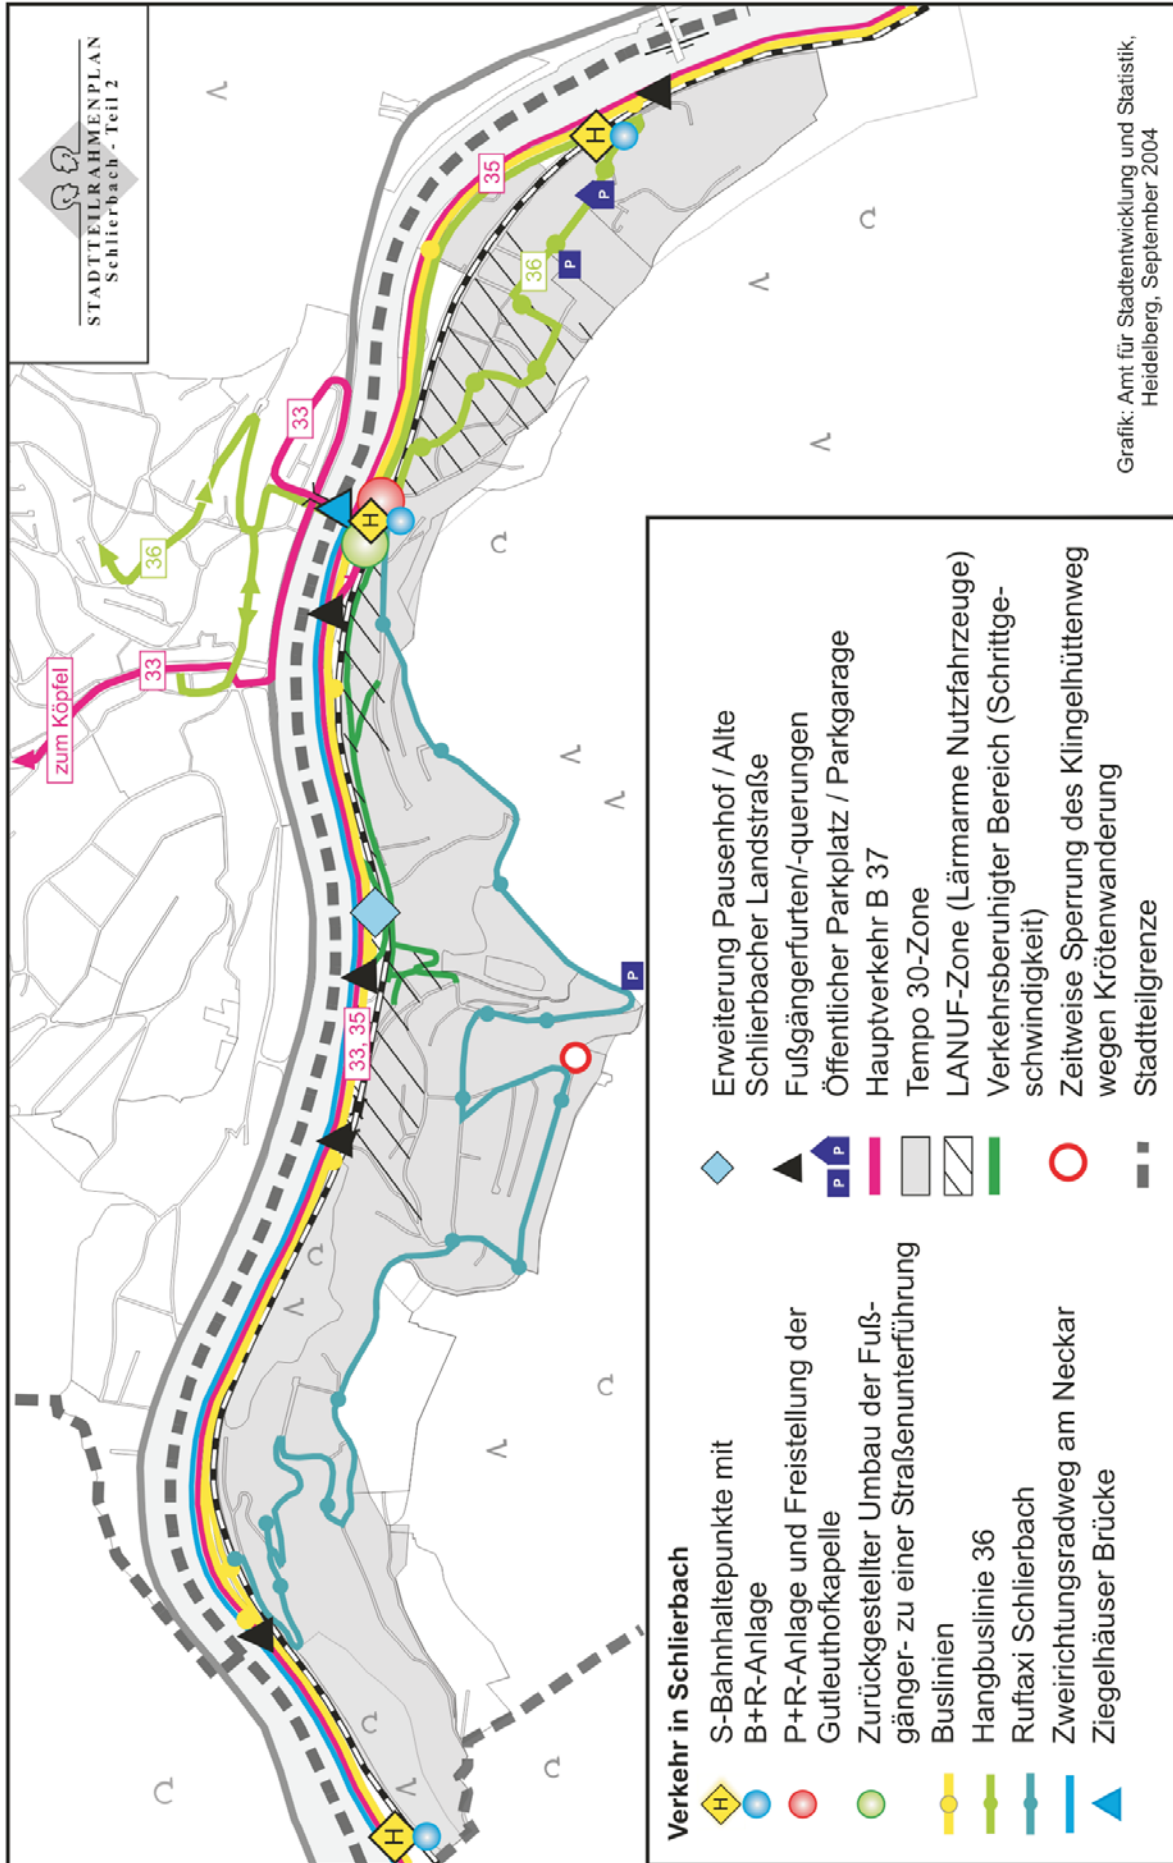 STADTTEILRAHMENPLAN
Schlierbach - Teil 2
zum Köpfel
33
36
33
35
36
33, 35
H
H
H
P
P
P
Verkehr in Schlierbach
H
S-Bahnhaltepunkte mit
B+R-Anlage
P+R-Anlage und Freistellung der
Gutleuthofkapelle
Zurückgestellter Umbau der Fuß-
gänger- zu einer Straßenunterführung
Buslinien
Hangbuslinie 36
Ruftaxi Schlierbach
Zweirichtungsradweg am Neckar
Ziegelhäuser Brücke
Erweiterung Pausenhof / Alte
Schlierbacher Landstraße
Fußgängerfurten/-querungen
P P
Öffentlicher Parkplatz / Parkgarage
Hauptverkehr B 37
Tempo 30-Zone
LANUF-Zone (Lärmarme Nutzfahrzeuge)
Verkehrsberuhigter Bereich (Schrittge-
schwindigkeit)
Zeitweise Sperrung des Klingelhüttenweg
wegen Krötenwanderung
Stadtteilgrenze
Grafik: Amt für Stadtentwicklung und Statistik,
Heidelberg, September 2004